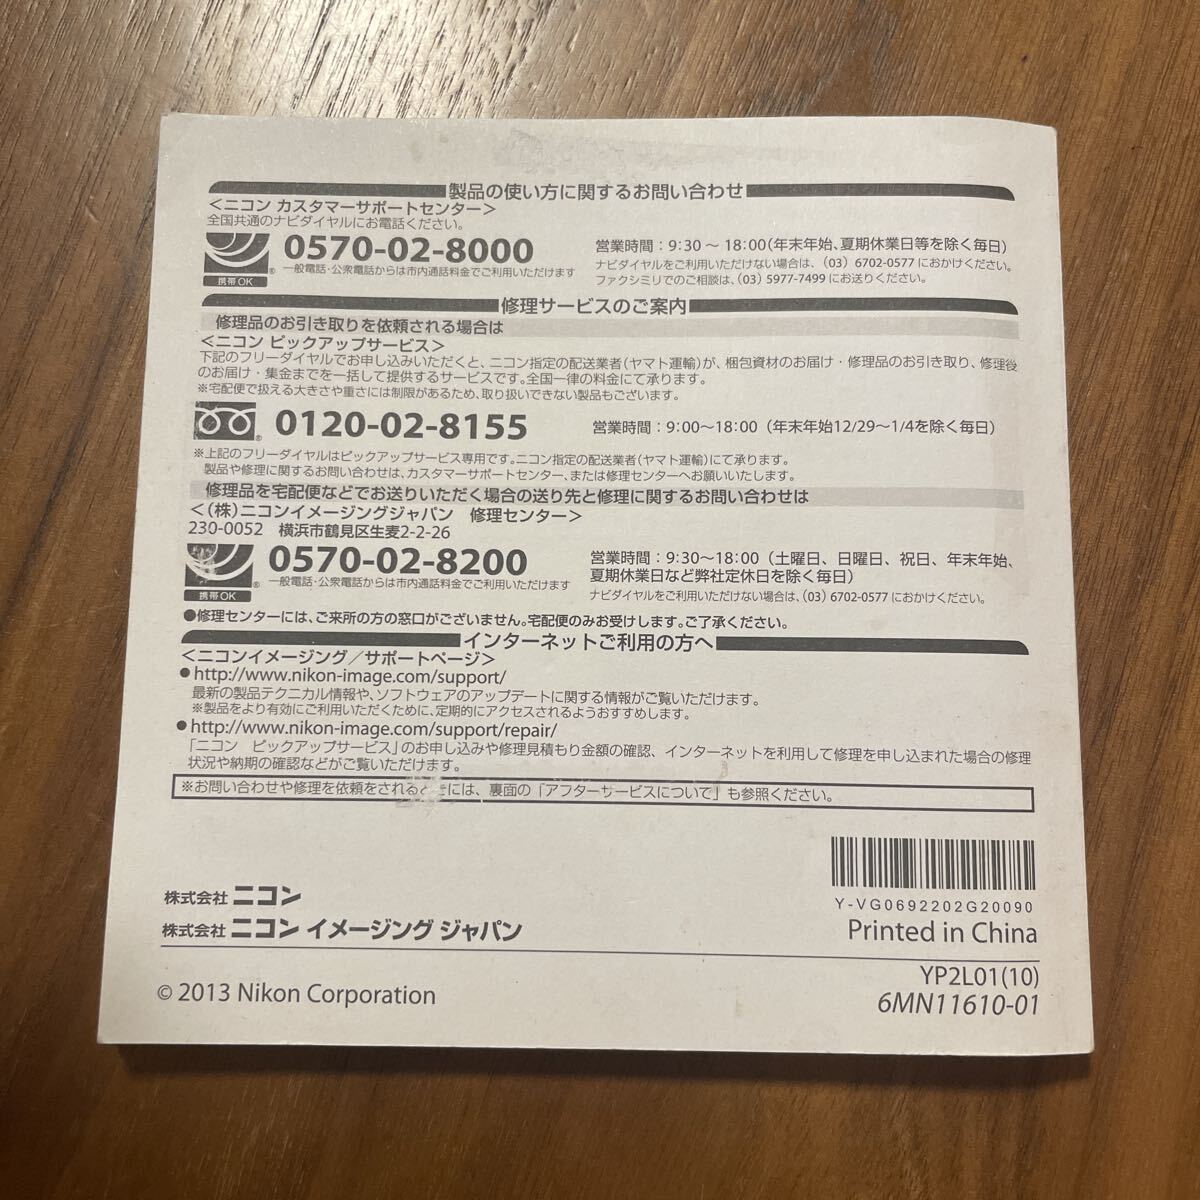 製品の使い方に関するお問い合わせ
＜ニコン カスタマーサポートセンター＞
全国共通のナビダイヤルにお電話ください。
0570-02-8000
一般電話・公衆電話からは市内通話料金でご利用いただけます
携帯OK
営業時間：9:30～18:00(年末年始、夏期休業日等を除く毎日)
ナビダイヤルをご利用いただけない場合は、(03) 6702-0577 におかけください。
ファクシミリでのご相談は、(03) 5977-7499 にお送りください。
修理サービスのご案内
修理品のお引き取りを依頼される場合は
＜ニコン ピックアップサービス＞
下記のフリーダイヤルでお申し込みいただくと、ニコン指定の配送業者(ヤマト運輸)が、梱包資材のお届け・修理品のお引き取り、修理後
のお届け・集金までを一括して提供するサービスです。全国一律の料金にて承ります。
※宅配便で扱える大きさや重さには制限があるため、取り扱いできない製品もございます。
0120-02-8155
営業時間：9:00～18:00（年末年始12/29～1/4を除く毎日）
※上記のフリーダイヤルはピックアップサービス専用です。ニコン指定の配送業者(ヤマト運輸)にて承ります。
製品や修理に関するお問い合わせは、カスタマーサポートセンター、または修理センターへお願いいたします。
修理品を宅配便などでお送りいただく場合の送り先と修理に関するお問い合わせは
＜(株)ニコンイメージングジャパン　修理センター＞
230-0052　横浜市鶴見区生麦2-2-26
0570-02-8200
一般電話・公衆電話からは市内通話料金でご利用いただけます
携帯OK
営業時間：9:30～18:00（土曜日、日曜日、祝日、年末年始、
夏期休業日など弊社定休日を除く毎日）
ナビダイヤルをご利用いただけない場合は、(03) 6702-0577 におかけください。
●修理センターには、ご来所の方の窓口がございません。宅配便のみお受けします。ご了承ください。
インターネットご利用の方へ
＜ニコンイメージング／サポートページ＞
●http://www.nikon-image.com/support/
最新の製品テクニカル情報や、ソフトウェアのアップデートに関する情報がご覧いただけます。
※製品をより有効にご利用いただくために、定期的にアクセスされるようおすすめします。
●http://www.nikon-image.com/support/repair/
「ニコン　ピックアップサービス」のお申し込みや修理見積もり金額の確認、インターネットを利用して修理を申し込まれた場合の修理
状況や納期の確認などがご覧いただけます。
※お問い合わせや修理を依頼をされるときには、裏面の「アフターサービスについて」も参照ください。
Y-VG0692202G20090
株式会社 ニコン
株式会社 ニコン イメージング ジャパン
Printed in China
YP2L01(10)
6MN11610-01
© 2013 Nikon Corporation